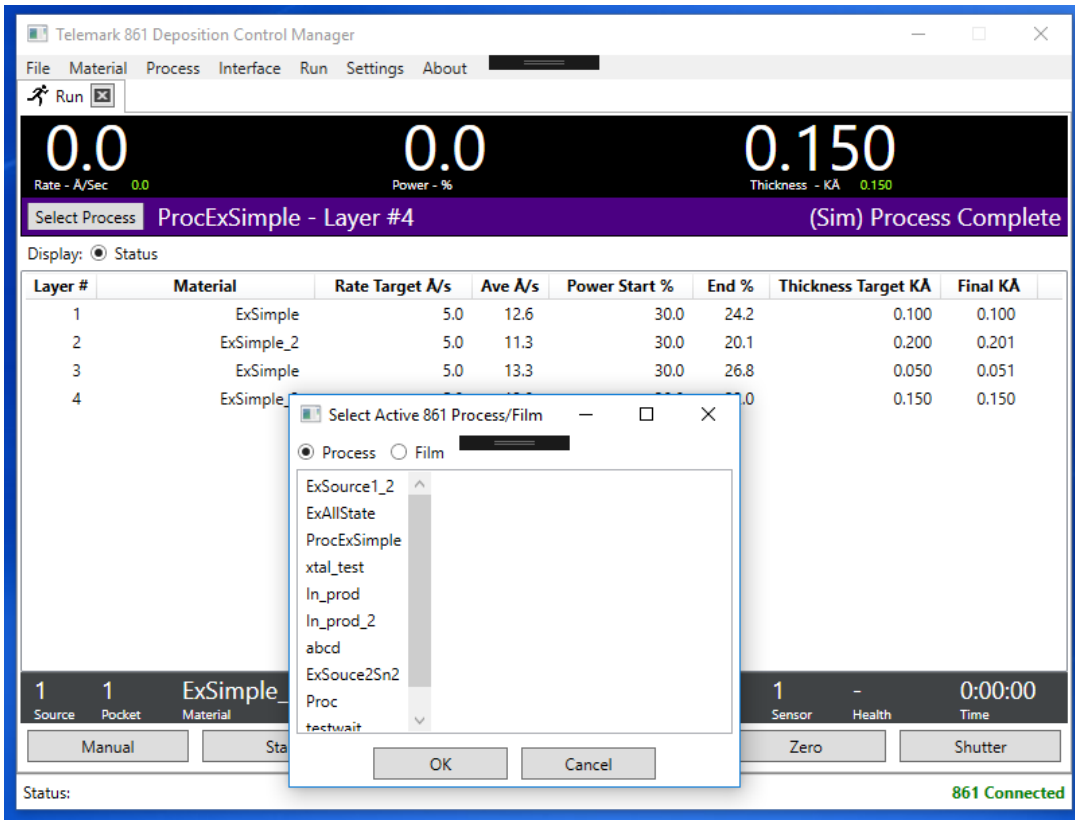 Telemark 861 Deposition Control Manager
File Material Process Interface Run Settings About
Run
0.0 0.0 0.150
Rate - Å/Sec 0.0 Power - % Thickness - KÅ 0.150
Select Process ProcExSimple - Layer #4 (Sim) Process Complete
Display: Status
Layer # Material Rate Target Å/s Ave Å/s Power Start % End % Thickness Target KÅ Final KÅ
1 ExSimple 5.0 12.6 30.0 24.2 0.100 0.100
2 ExSimple_2 5.0 11.3 30.0 20.1 0.200 0.201
3 ExSimple 5.0 13.3 30.0 26.8 0.050 0.051
4 ExSimple_ .0 0.150 0.150
Select Active 861 Process/Film
Process Film
ExSource1_2
ExAllState
ProcExSimple
xtal_test
In_prod
In_prod_2
abcd
ExSouce2Sn2
Proc
testwait
OK Cancel
1 1 ExSimple_ 1 - 0:00:00
Source Pocket Material Sensor Health Time
Manual Sta Zero Shutter
Status: 861 Connected